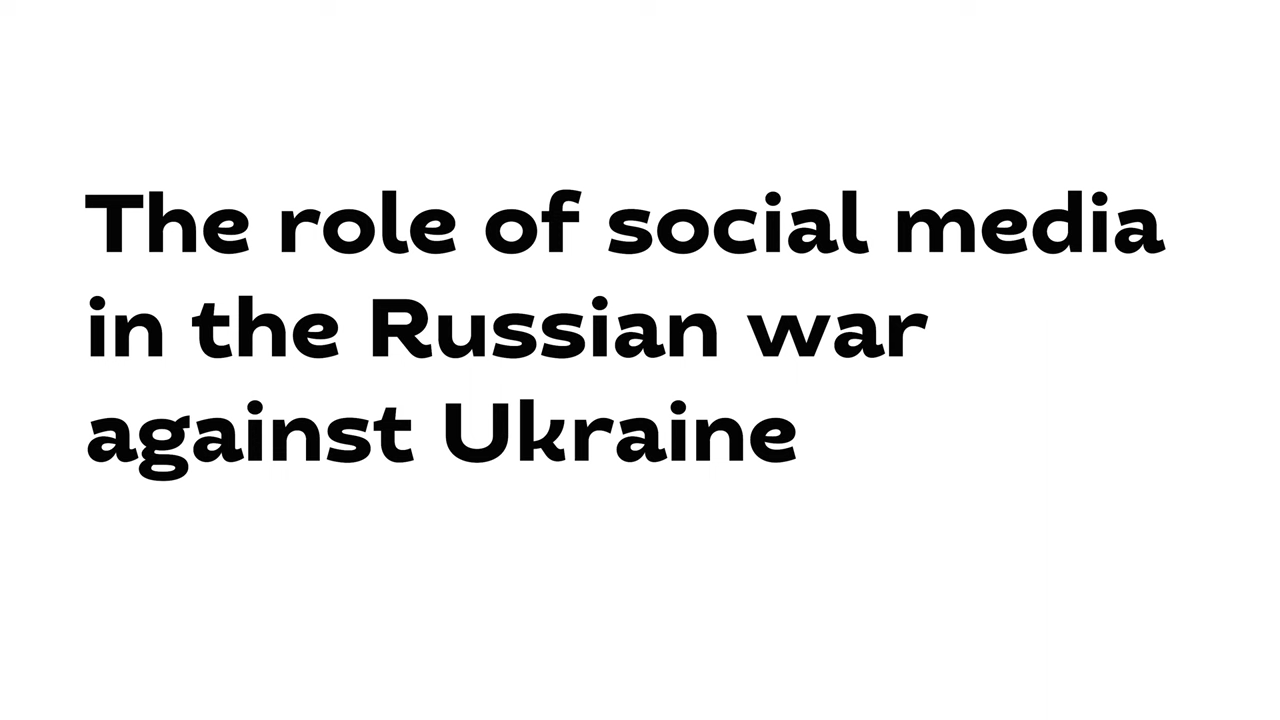 The role of social media
in the Russian war
against Ukraine